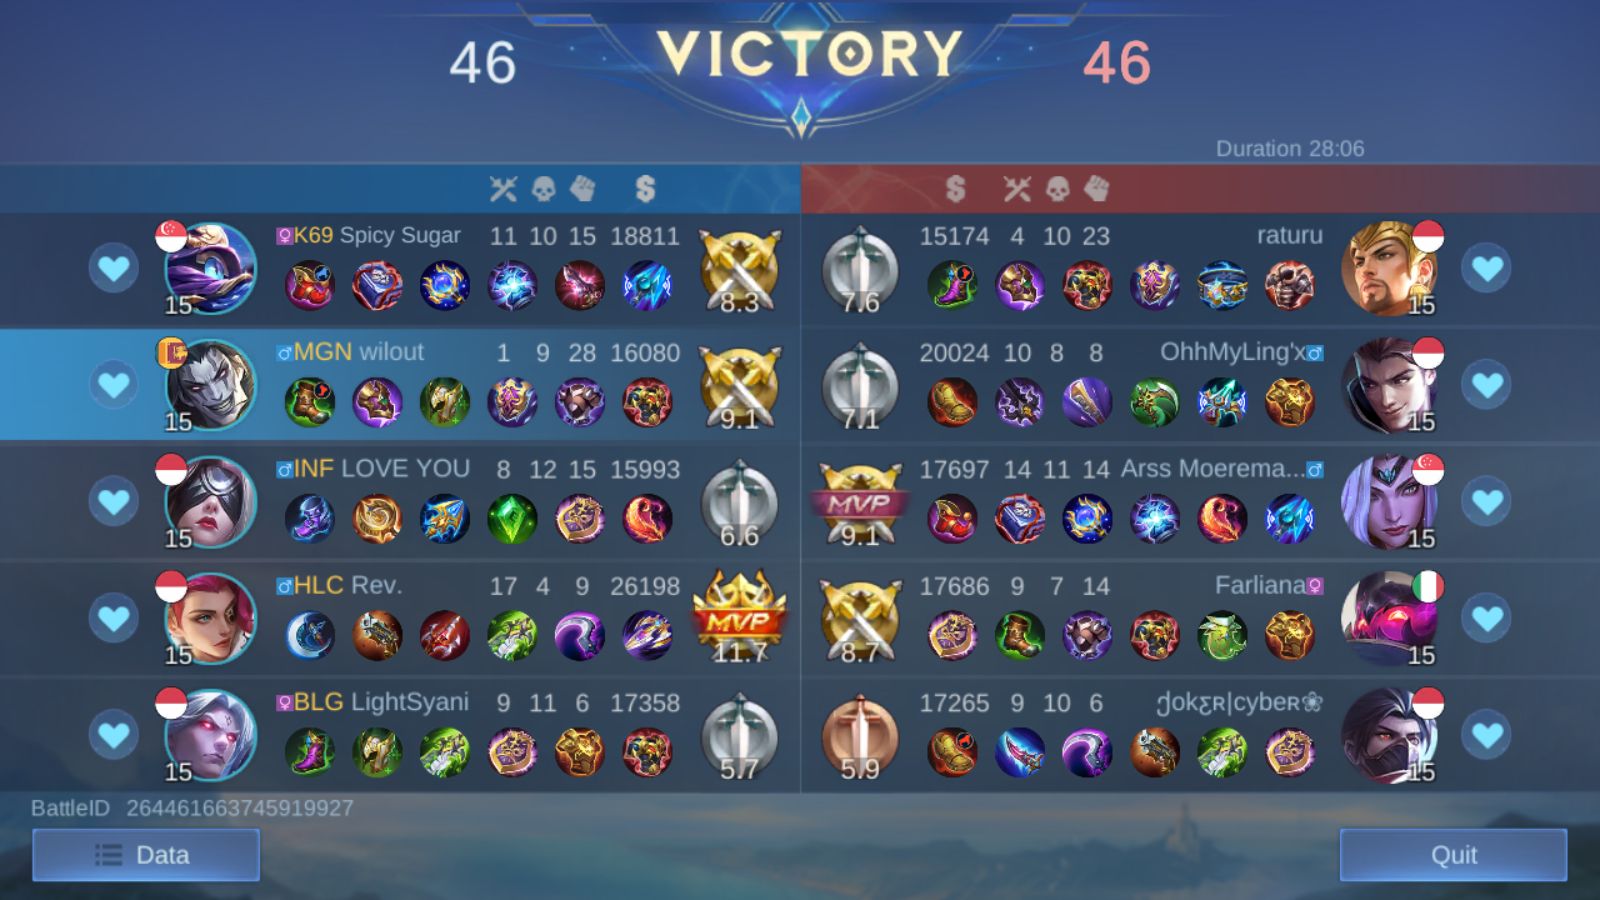 46 VICTORY 46
Duration 28:06
K69 Spicy Sugar 11 10 15 18811
15 8.3
15174 4 10 23 raturu
7.6 15
MGN wilout 1 9 28 16080
15 9.1
20024 10 8 8 OhhMyLing'x
7.1 15
INF LOVE YOU 8 12 15 15993
15 6.6
17697 14 11 14 Arss Moerema...
MVP
9.1 15
HLC Rev. 17 4 9 26198
MVP
15 11.7
17686 9 7 14 Farliana
8.7 15
BLG LightSyani 9 11 6 17358
15 5.7
17265 9 10 6
5.9 15
BattleID 264461663745919927
Data
Quit